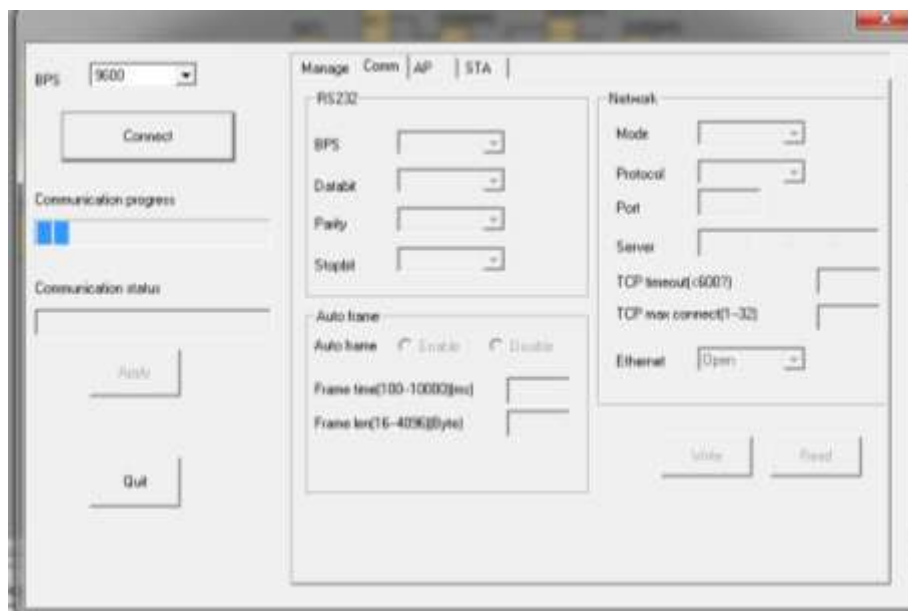 BPS 9600
Connect
Communication progress
Communication status
Apply
Quit
Manage Comm AP STA
RS232
BPS
Databit
Parity
Stopbit
Auto frame
Auto frame Enable Disable
Frame time(100~10000)(ms)
Frame len(16~4096)(Byte)
Network
Mode
Protocol
Port
Server
TCP timeout(<600?)
TCP max connect(1~32)
Ethernet Open
Write Read